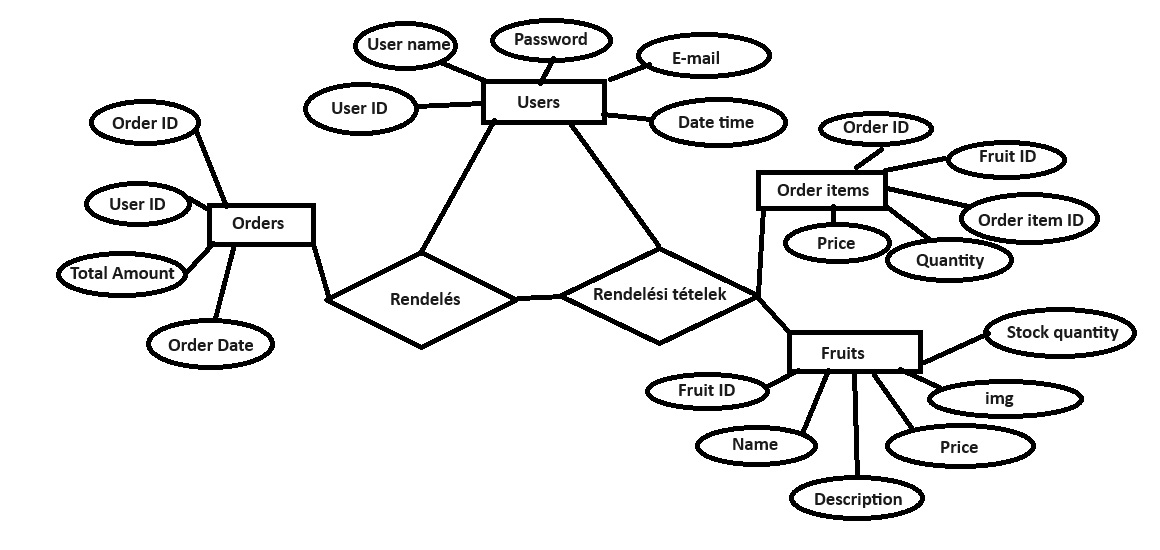 User name
Password
E-mail
User ID
Users
Date time
Order ID
Order ID
Fruit ID
User ID
Orders
Order items
Order item ID
Price
Quantity
Total Amount
Rendelés
Rendelési tételek
Order Date
Fruits
Stock quantity
Fruit ID
img
Name
Price
Description